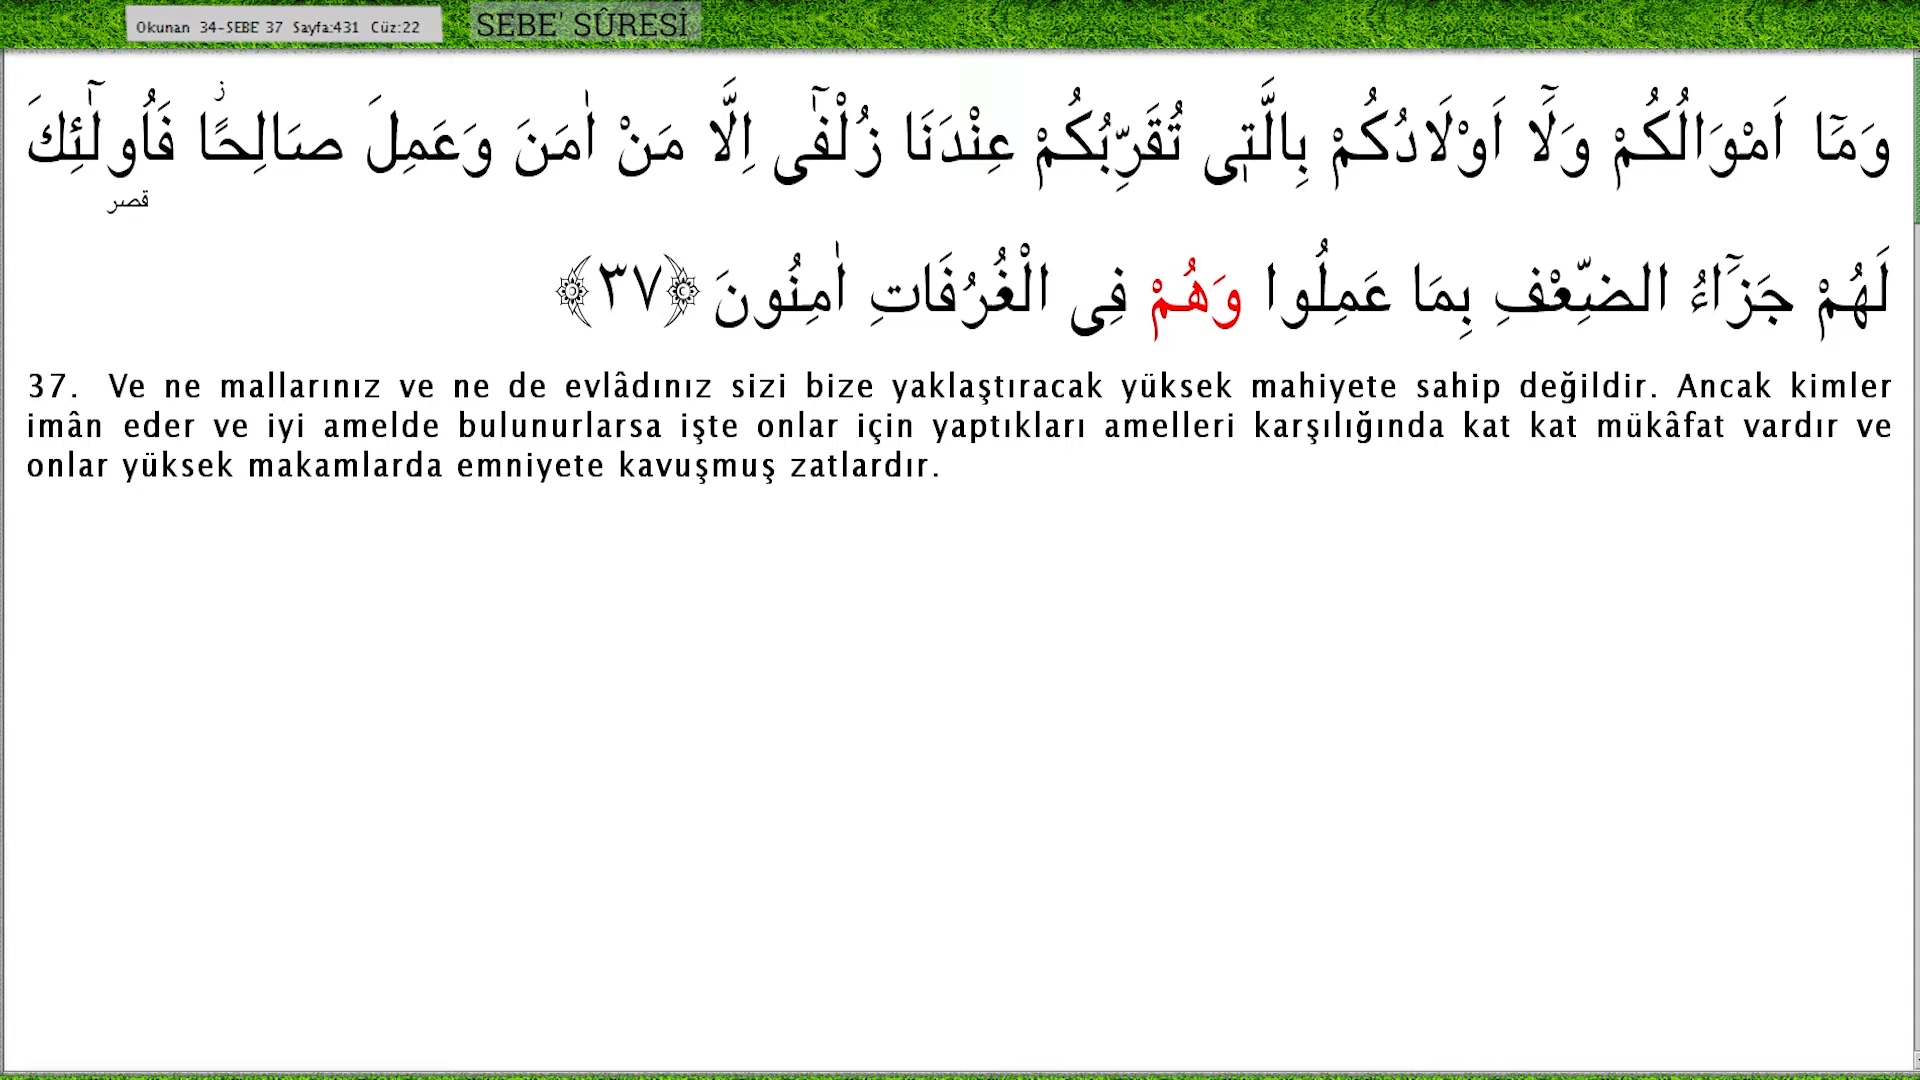 Okunan 34-SEBE 37 Sayfa:431 Cüz:22
SEBE' SÛRESİ
وَمَٓا اَمْوَالُكُمْ وَلَٓا اَوْلَادُكُمْ بِالَّت۪ى تُقَرِّبُكُمْ عِنْدَنَا زُلْفٰٓى اِلَّا مَنْ اٰمَنَ وَعَمِلَ صَالِحًاۘ فَاُولٰٓئِكَ
قصر
لَهُمْ جَزَٓاءُ الضِّعْفِ بِمَا عَمِلُوا وَهُمْ فِى الْغُرُفَاتِ اٰمِنُونَ ﴿٣٧﴾
37. Ve ne mallarınız ve ne de evlâdınız sizi bize yaklaştıracak yüksek mahiyete sahip değildir. Ancak kimler
imân eder ve iyi amelde bulunurlarsa işte onlar için yaptıkları amelleri karşılığında kat kat mükâfat vardır ve
onlar yüksek makamlarda emniyete kavuşmuş zatlardır.